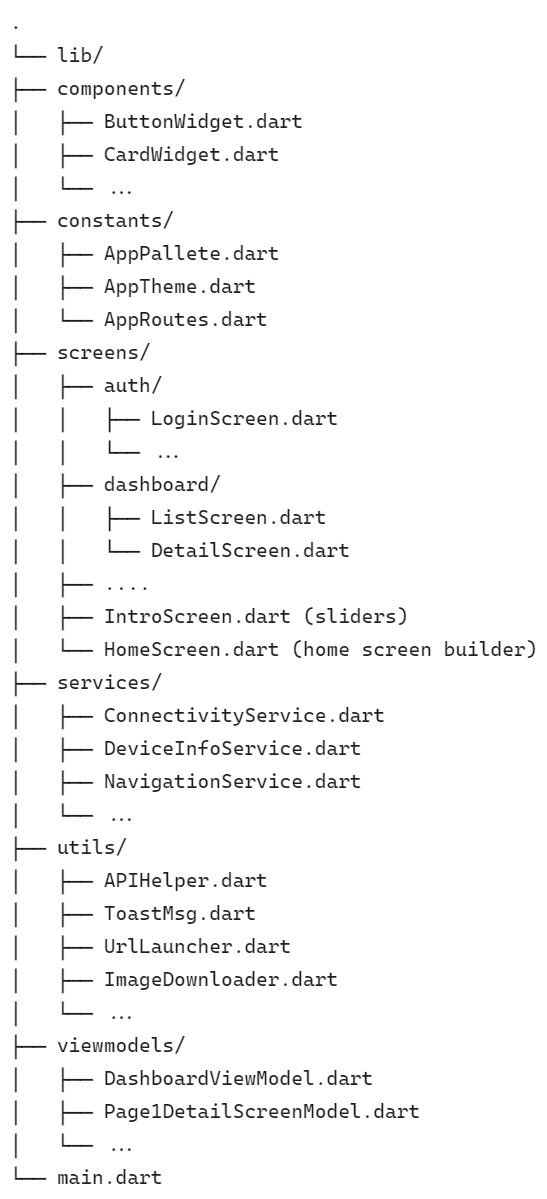 .
└── lib/
├── components/
│   ├── ButtonWidget.dart
│   ├── CardWidget.dart
│   └── ...
├── constants/
│   ├── AppPallete.dart
│   ├── AppTheme.dart
│   └── AppRoutes.dart
├── screens/
│   ├── auth/
│   │   ├── LoginScreen.dart
│   │   └── ...
│   ├── dashboard/
│   │   ├── ListScreen.dart
│   │   └── DetailScreen.dart
│   ├── ....
│   ├── IntroScreen.dart (sliders)
│   └── HomeScreen.dart (home screen builder)
├── services/
│   ├── ConnectivityService.dart
│   ├── DeviceInfoService.dart
│   ├── NavigationService.dart
│   └── ...
├── utils/
│   ├── APIHelper.dart
│   ├── ToastMsg.dart
│   ├── UrlLauncher.dart
│   ├── ImageDownloader.dart
│   └── ...
├── viewmodels/
│   ├── DashboardViewModel.dart
│   ├── Page1DetailScreenModel.dart
│   └── ...
└── main.dart